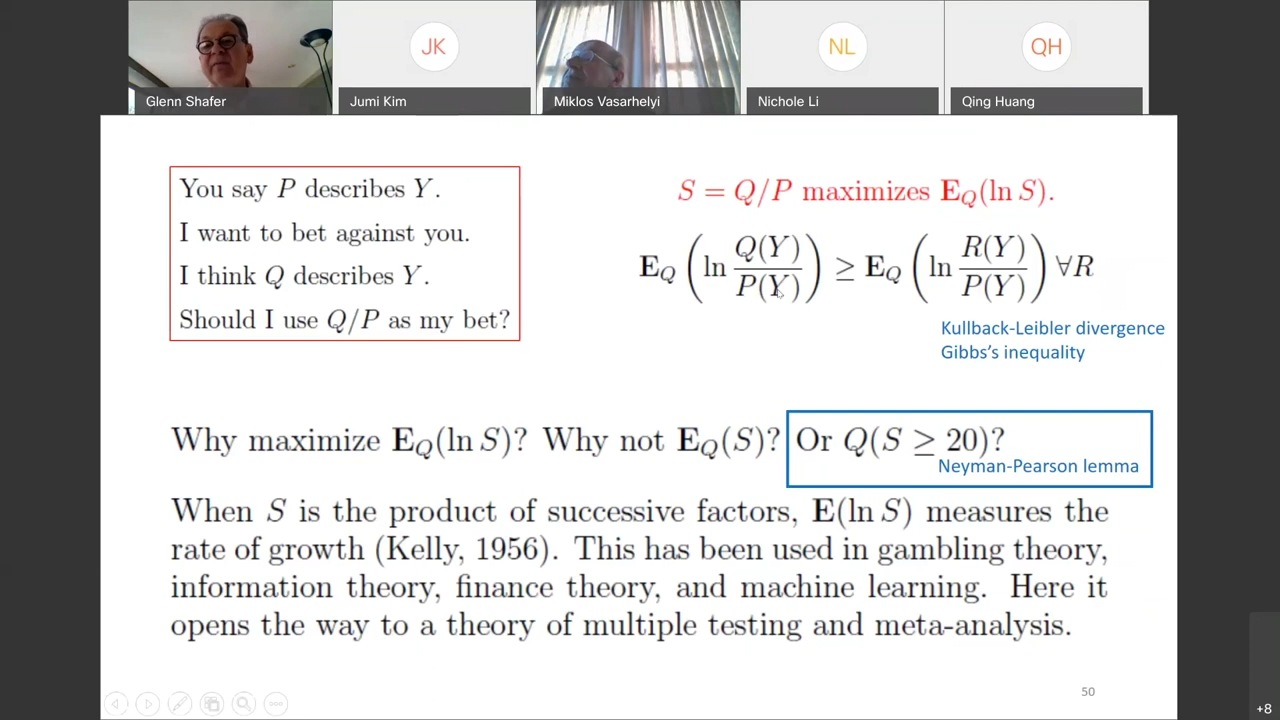 JK
NL
QH
Glenn Shafer
Jumi Kim
Miklos Vasarhelyi
Nichole Li
Qing Huang
You say P describes Y.
I want to bet against you.
I think Q describes Y.
Should I use Q/P as my bet?
S = Q/P maximizes E_Q(ln S).
E_Q (ln Q(Y)/P(Y)) ≥ E_Q (ln R(Y)/P(Y)) ∀R
Kullback-Leibler divergence
Gibbs's inequality
Why maximize E_Q(ln S)? Why not E_Q(S)? Or Q(S ≥ 20)?
Neyman-Pearson lemma
When S is the product of successive factors, E(ln S) measures the
rate of growth (Kelly, 1956). This has been used in gambling theory,
information theory, finance theory, and machine learning. Here it
opens the way to a theory of multiple testing and meta-analysis.
50
+8